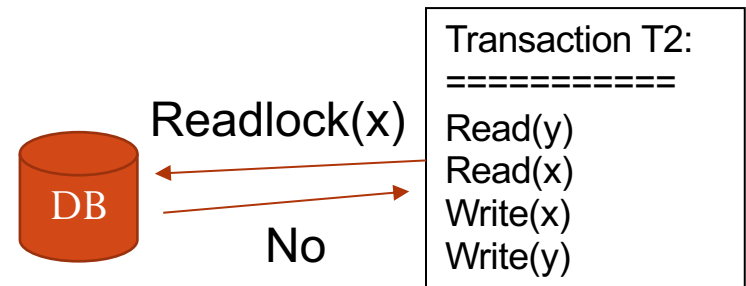 Readlock(x)
DB
No
Transaction T2:
===========
Read(y)
Read(x)
Write(x)
Write(y)